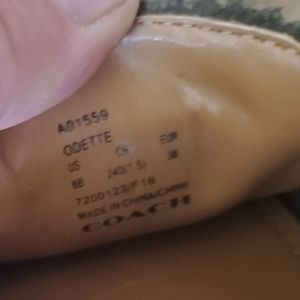 A01559
ODETTE
US CN EUR
8B 240(1.5) 38
7200123/F16
MADE IN CHINA/CHINE
COACH